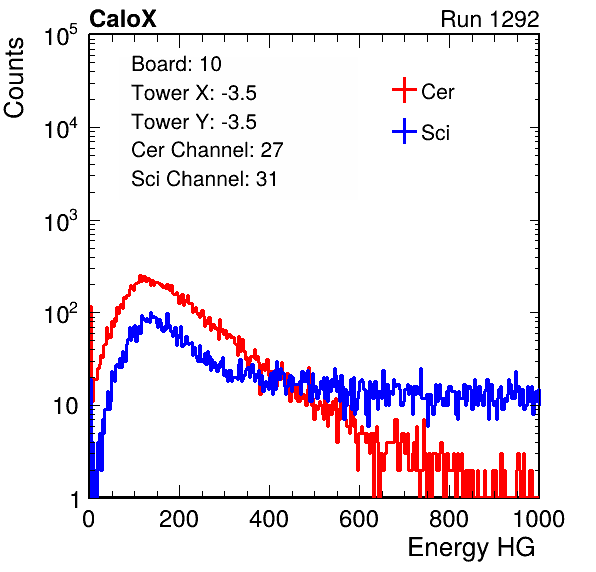 CaloX Run 1292
Counts
10^5
10^4
10^3
10^2
10
1
Board: 10
Tower X: -3.5
Tower Y: -3.5
Cer Channel: 27
Sci Channel: 31
Cer
Sci
0 200 400 600 800 1000
Energy HG